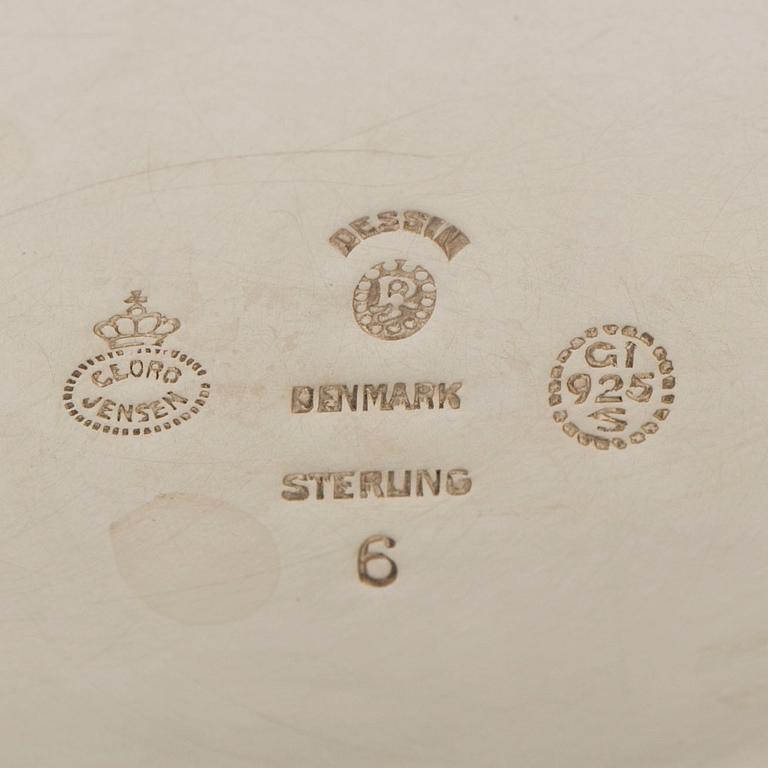 DESSIN
GEORG
JENSEN
DENMARK
GI
925
S
STERLING
6